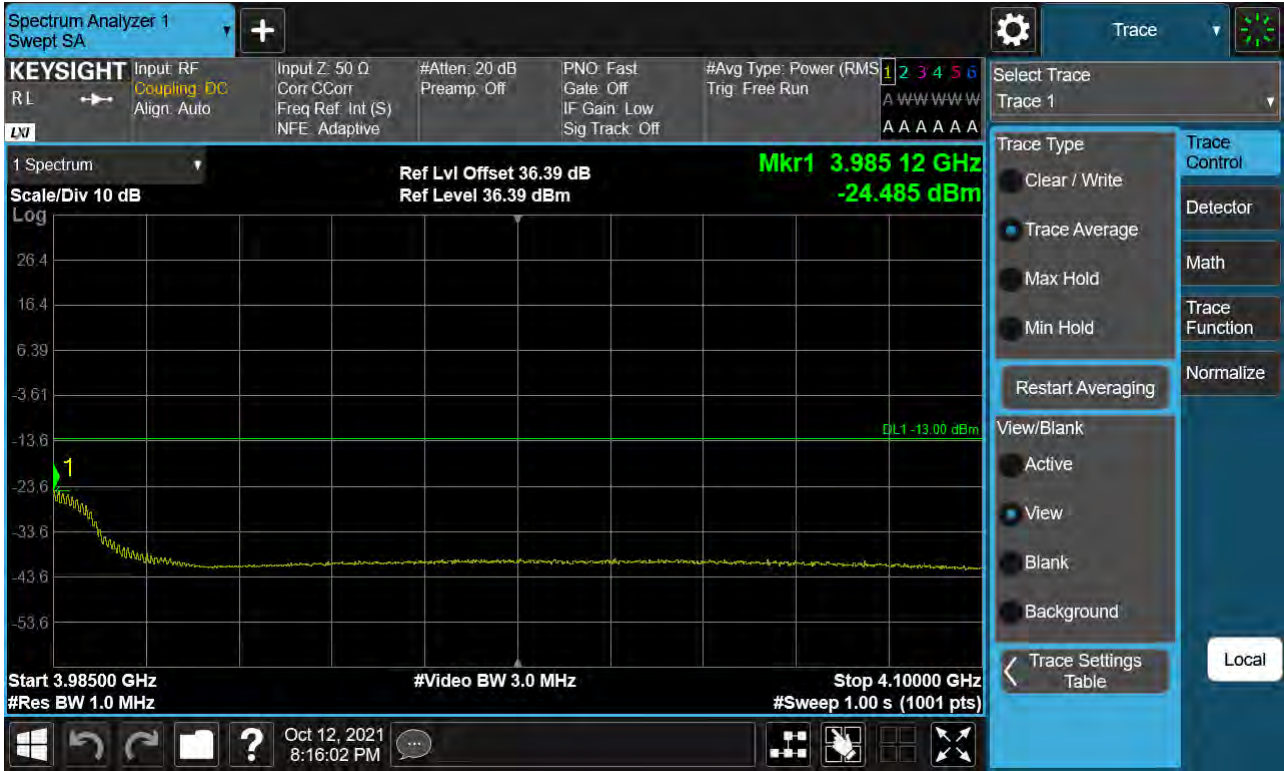 Spectrum Analyzer 1
Swept SA
Trace
KEYSIGHT
RL
LXI
Input: RF
Coupling: DC
Align: Auto
Input Z: 50 Ω
Corr CCorr
Freq Ref: Int (S)
NFE: Adaptive
#Atten: 20 dB
Preamp: Off
PNO: Fast
Gate: Off
IF Gain: Low
Sig Track: Off
#Avg Type: Power (RMS
Trig: Free Run
1 2 3 4 5 6
A W W W W W
A A A A A A
Select Trace
Trace 1
1 Spectrum
Scale/Div 10 dB
Log
Ref Lvl Offset 36.39 dB
Ref Level 36.39 dBm
Mkr1 3.985 12 GHz
-24.485 dBm
26.4
16.4
6.39
-3.61
-13.6
-23.6
-33.6
-43.6
-53.6
DL1 -13.00 dBm
1
Start 3.98500 GHz
#Res BW 1.0 MHz
#Video BW 3.0 MHz
Stop 4.10000 GHz
#Sweep 1.00 s (1001 pts)
Trace Type
Clear / Write
Trace Average
Max Hold
Min Hold
Restart Averaging
View/Blank
Active
View
Blank
Background
Trace Settings
Table
Trace
Control
Detector
Math
Trace
Function
Normalize
Local
?
Oct 12, 2021
8:16:02 PM